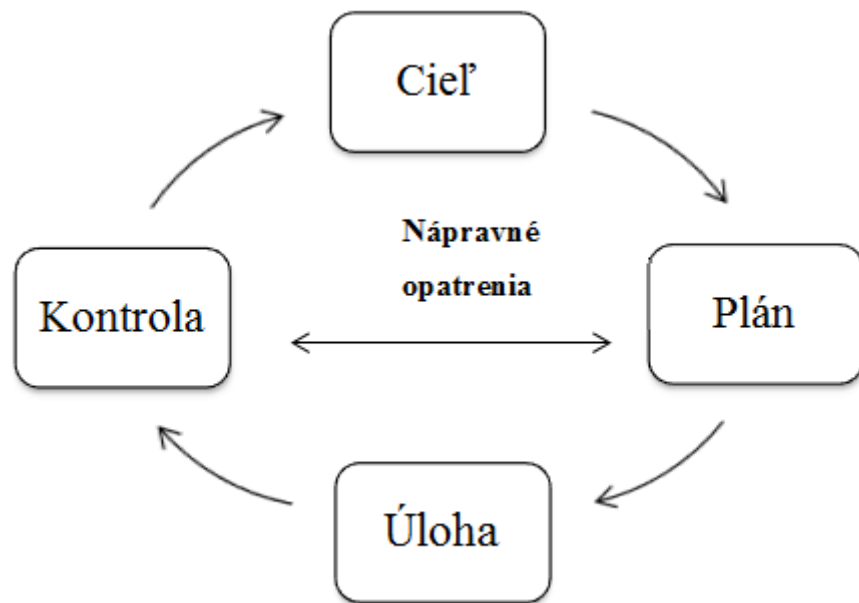 Cieľ
Nápravné
opatrenia
Kontrola
Plán
Úloha